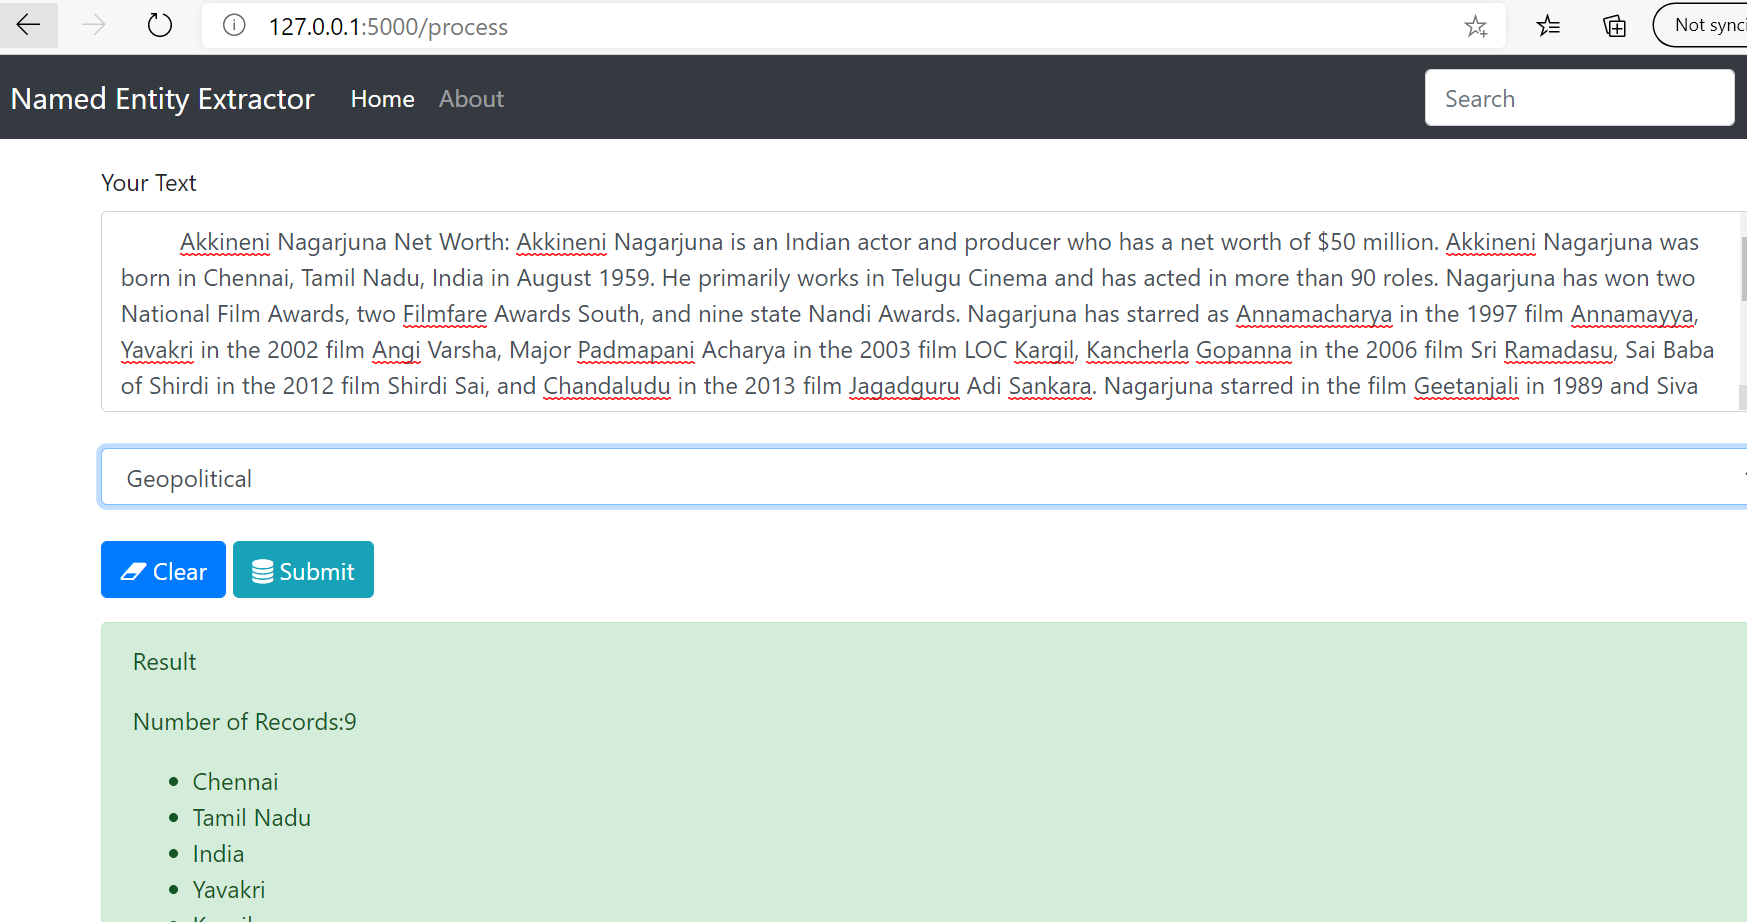 127.0.0.1:5000/process
Not sync
Named Entity Extractor Home About Search
Your Text
Akkineni Nagarjuna Net Worth: Akkineni Nagarjuna is an Indian actor and producer who has a net worth of $50 million. Akkineni Nagarjuna was
born in Chennai, Tamil Nadu, India in August 1959. He primarily works in Telugu Cinema and has acted in more than 90 roles. Nagarjuna has won two
National Film Awards, two Filmfare Awards South, and nine state Nandi Awards. Nagarjuna has starred as Annamacharya in the 1997 film Annamayya,
Yavakri in the 2002 film Angi Varsha, Major Padmapani Acharya in the 2003 film LOC Kargil, Kancherla Gopanna in the 2006 film Sri Ramadasu, Sai Baba
of Shirdi in the 2012 film Shirdi Sai, and Chandaludu in the 2013 film Jagadguru Adi Sankara. Nagarjuna starred in the film Geetanjali in 1989 and Siva
Geopolitical
Clear Submit
Result
Number of Records:9
Chennai
Tamil Nadu
India
Yavakri